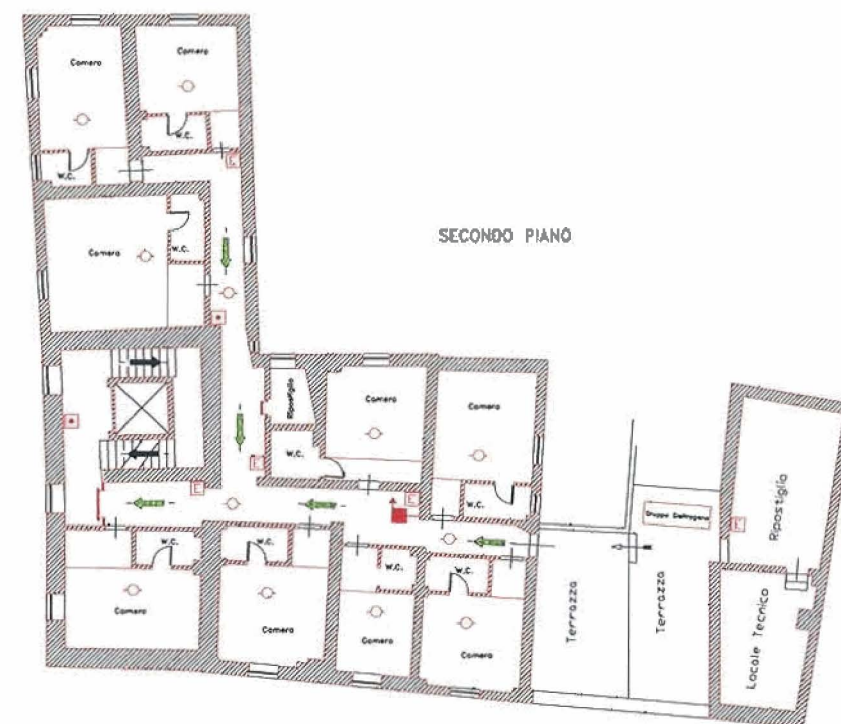 Camera
Camera
W.C.
W.C.
Camera
W.C.
SECONDO PIANO
Ripostiglio
Camera
Camera
W.C.
W.C.
W.C.
W.C.
W.C.
W.C.
Camera
Camera
Camera
Camera
Terrazza
Terrazza
Gruppo Elettrogeno
Ripostiglio
Locale Tecnico